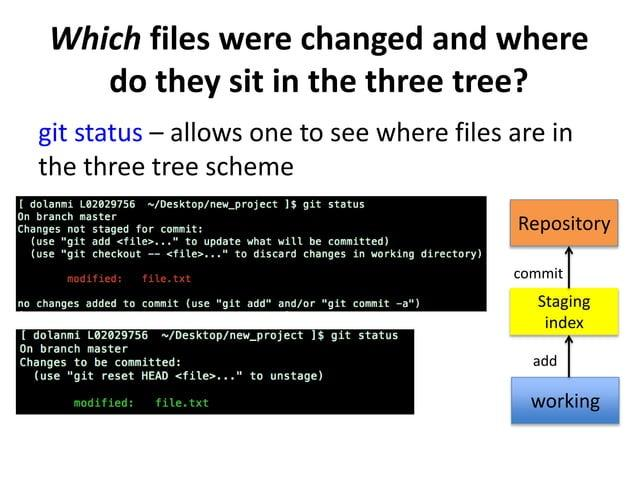 Which files were changed and where
do they sit in the three tree?
git status – allows one to see where files are in
the three tree scheme
[ dolanmi L02029756  ~/Desktop/new_project ]$ git status
On branch master
Changes not staged for commit:
  (use "git add <file>..." to update what will be committed)
  (use "git checkout -- <file>..." to discard changes in working directory)
modified:   file.txt
no changes added to commit (use "git add" and/or "git commit -a")
[ dolanmi L02029756  ~/Desktop/new_project ]$ git status
On branch master
Changes to be committed:
  (use "git reset HEAD <file>..." to unstage)
modified:   file.txt
Repository
commit
Staging
index
add
working